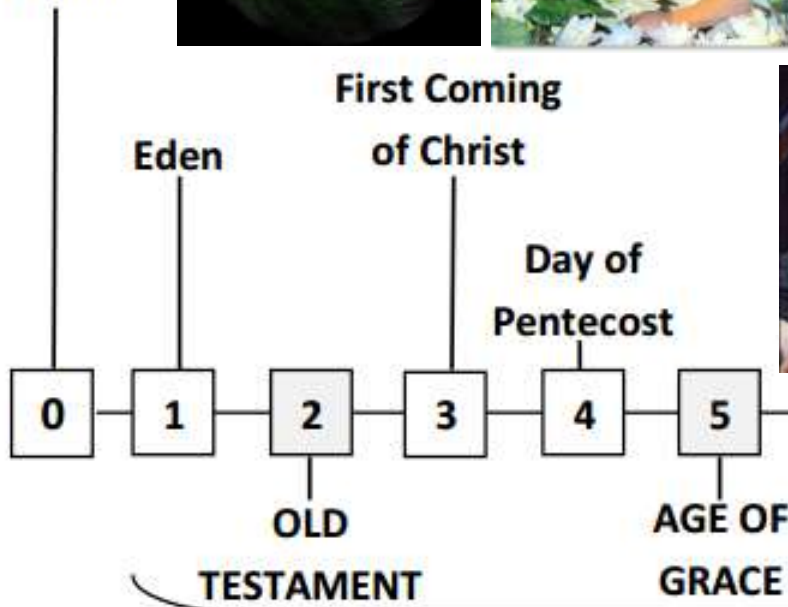 First Coming
of Christ
Eden
Day of
Pentecost
0 1 2 3 4 5
OLD
TESTAMENT
AGE OF
GRACE